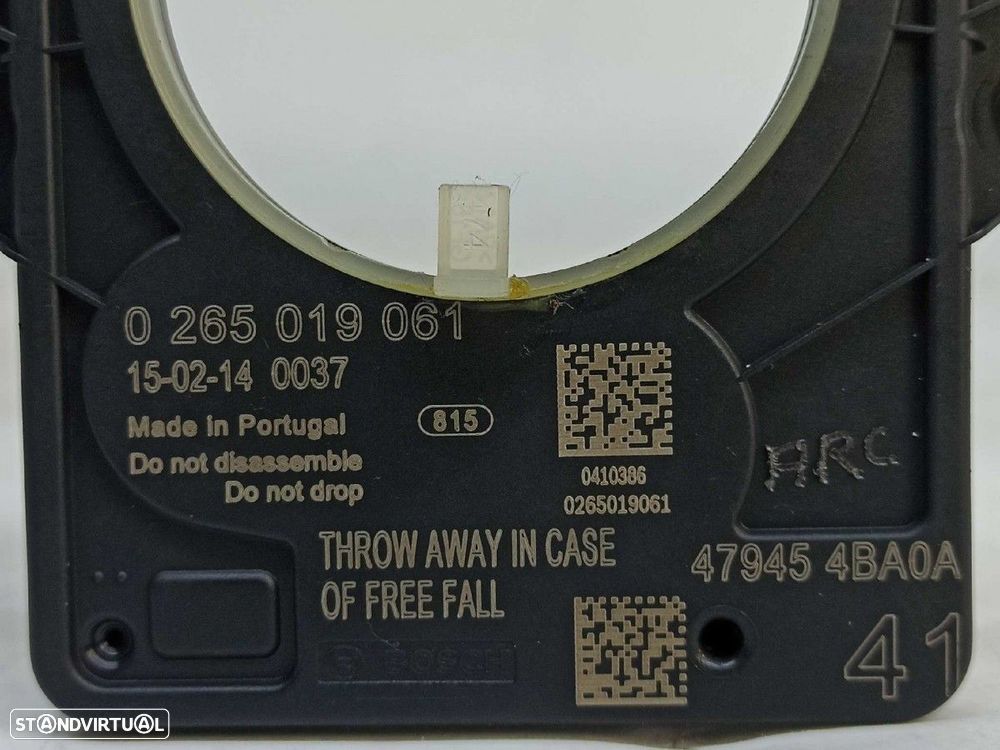 0 265 019 061
15-02-14 0037
Made in Portugal
815
Do not disassemble
Do not drop
0410386
0265019061
ARC
THROW AWAY IN CASE
OF FREE FALL
47945 4BA0A
BOSCH
41
STANDVIRTUAL